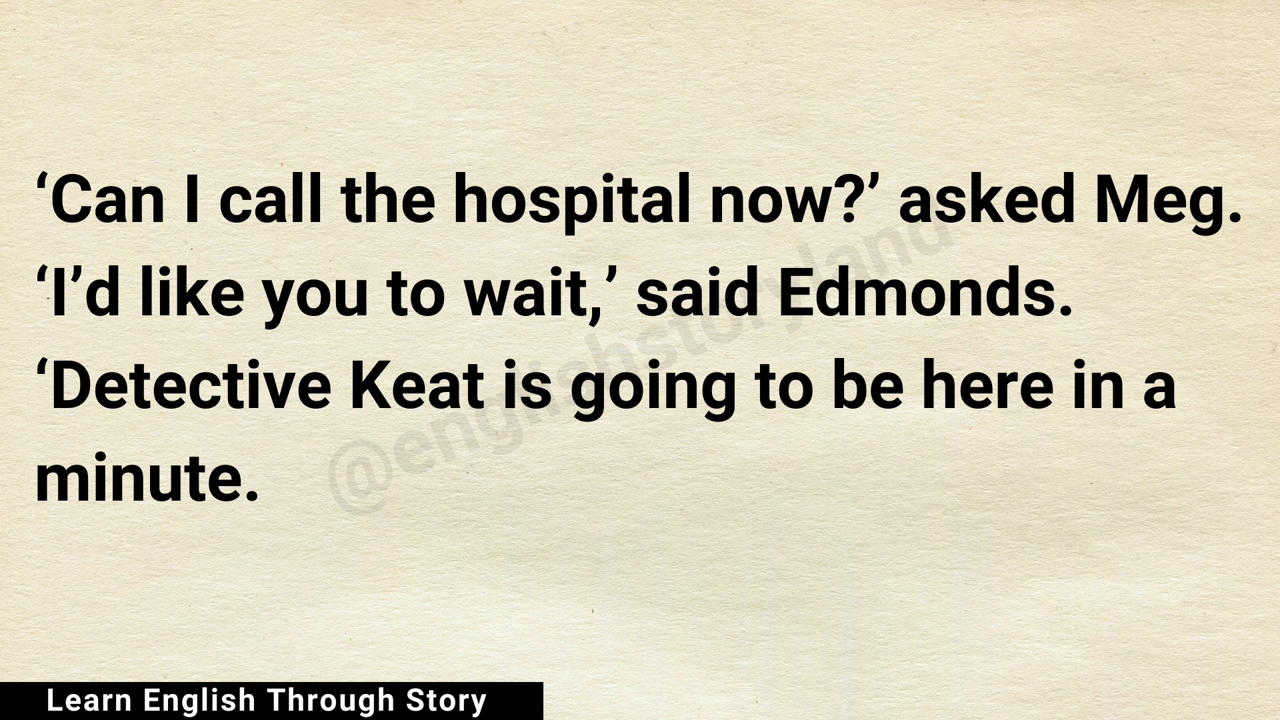 ‘Can I call the hospital now?’ asked Meg.
‘I’d like you to wait,’ said Edmonds.
‘Detective Keat is going to be here in a
minute.
@englishstoryland
Learn English Through Story